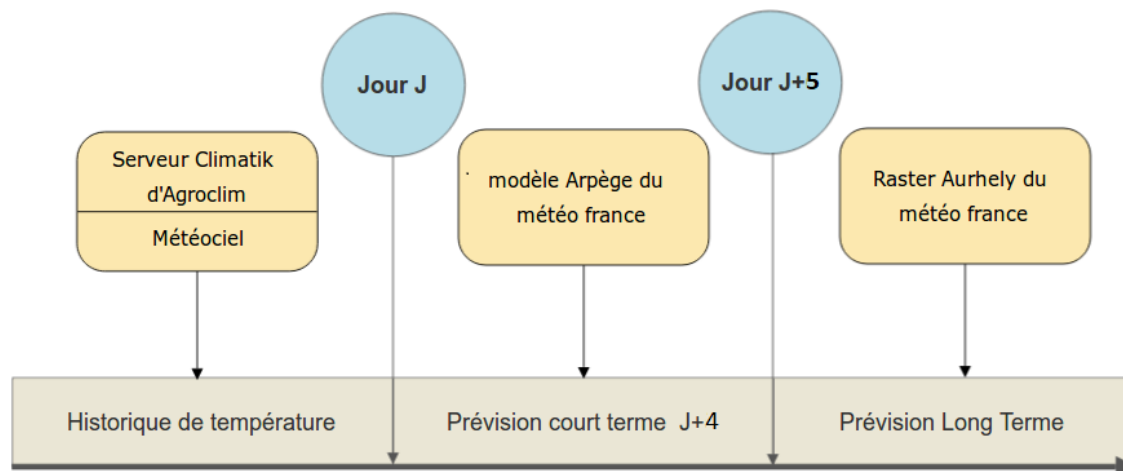 Jour J
Jour J+5
Serveur Climatik
d'Agroclim
Météociel
modèle Arpège du
météo france
Raster Aurhely du
météo france
Historique de température
Prévision court terme J+4
Prévision Long Terme